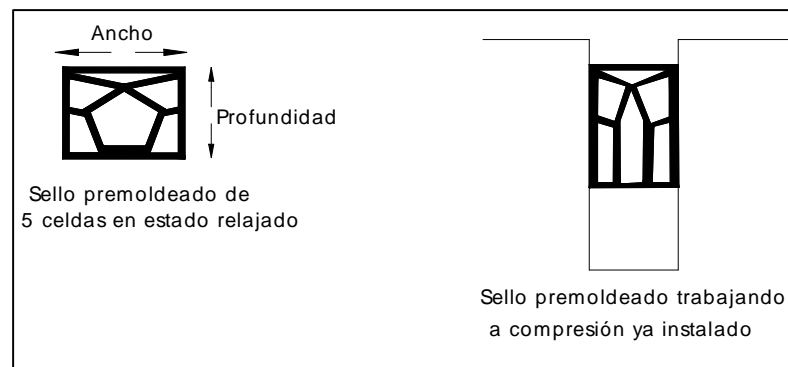 Ancho
Profundidad
Sello premoldeado de
5 celdas en estado relajado
Sello premoldeado trabajando
a compresión ya instalado